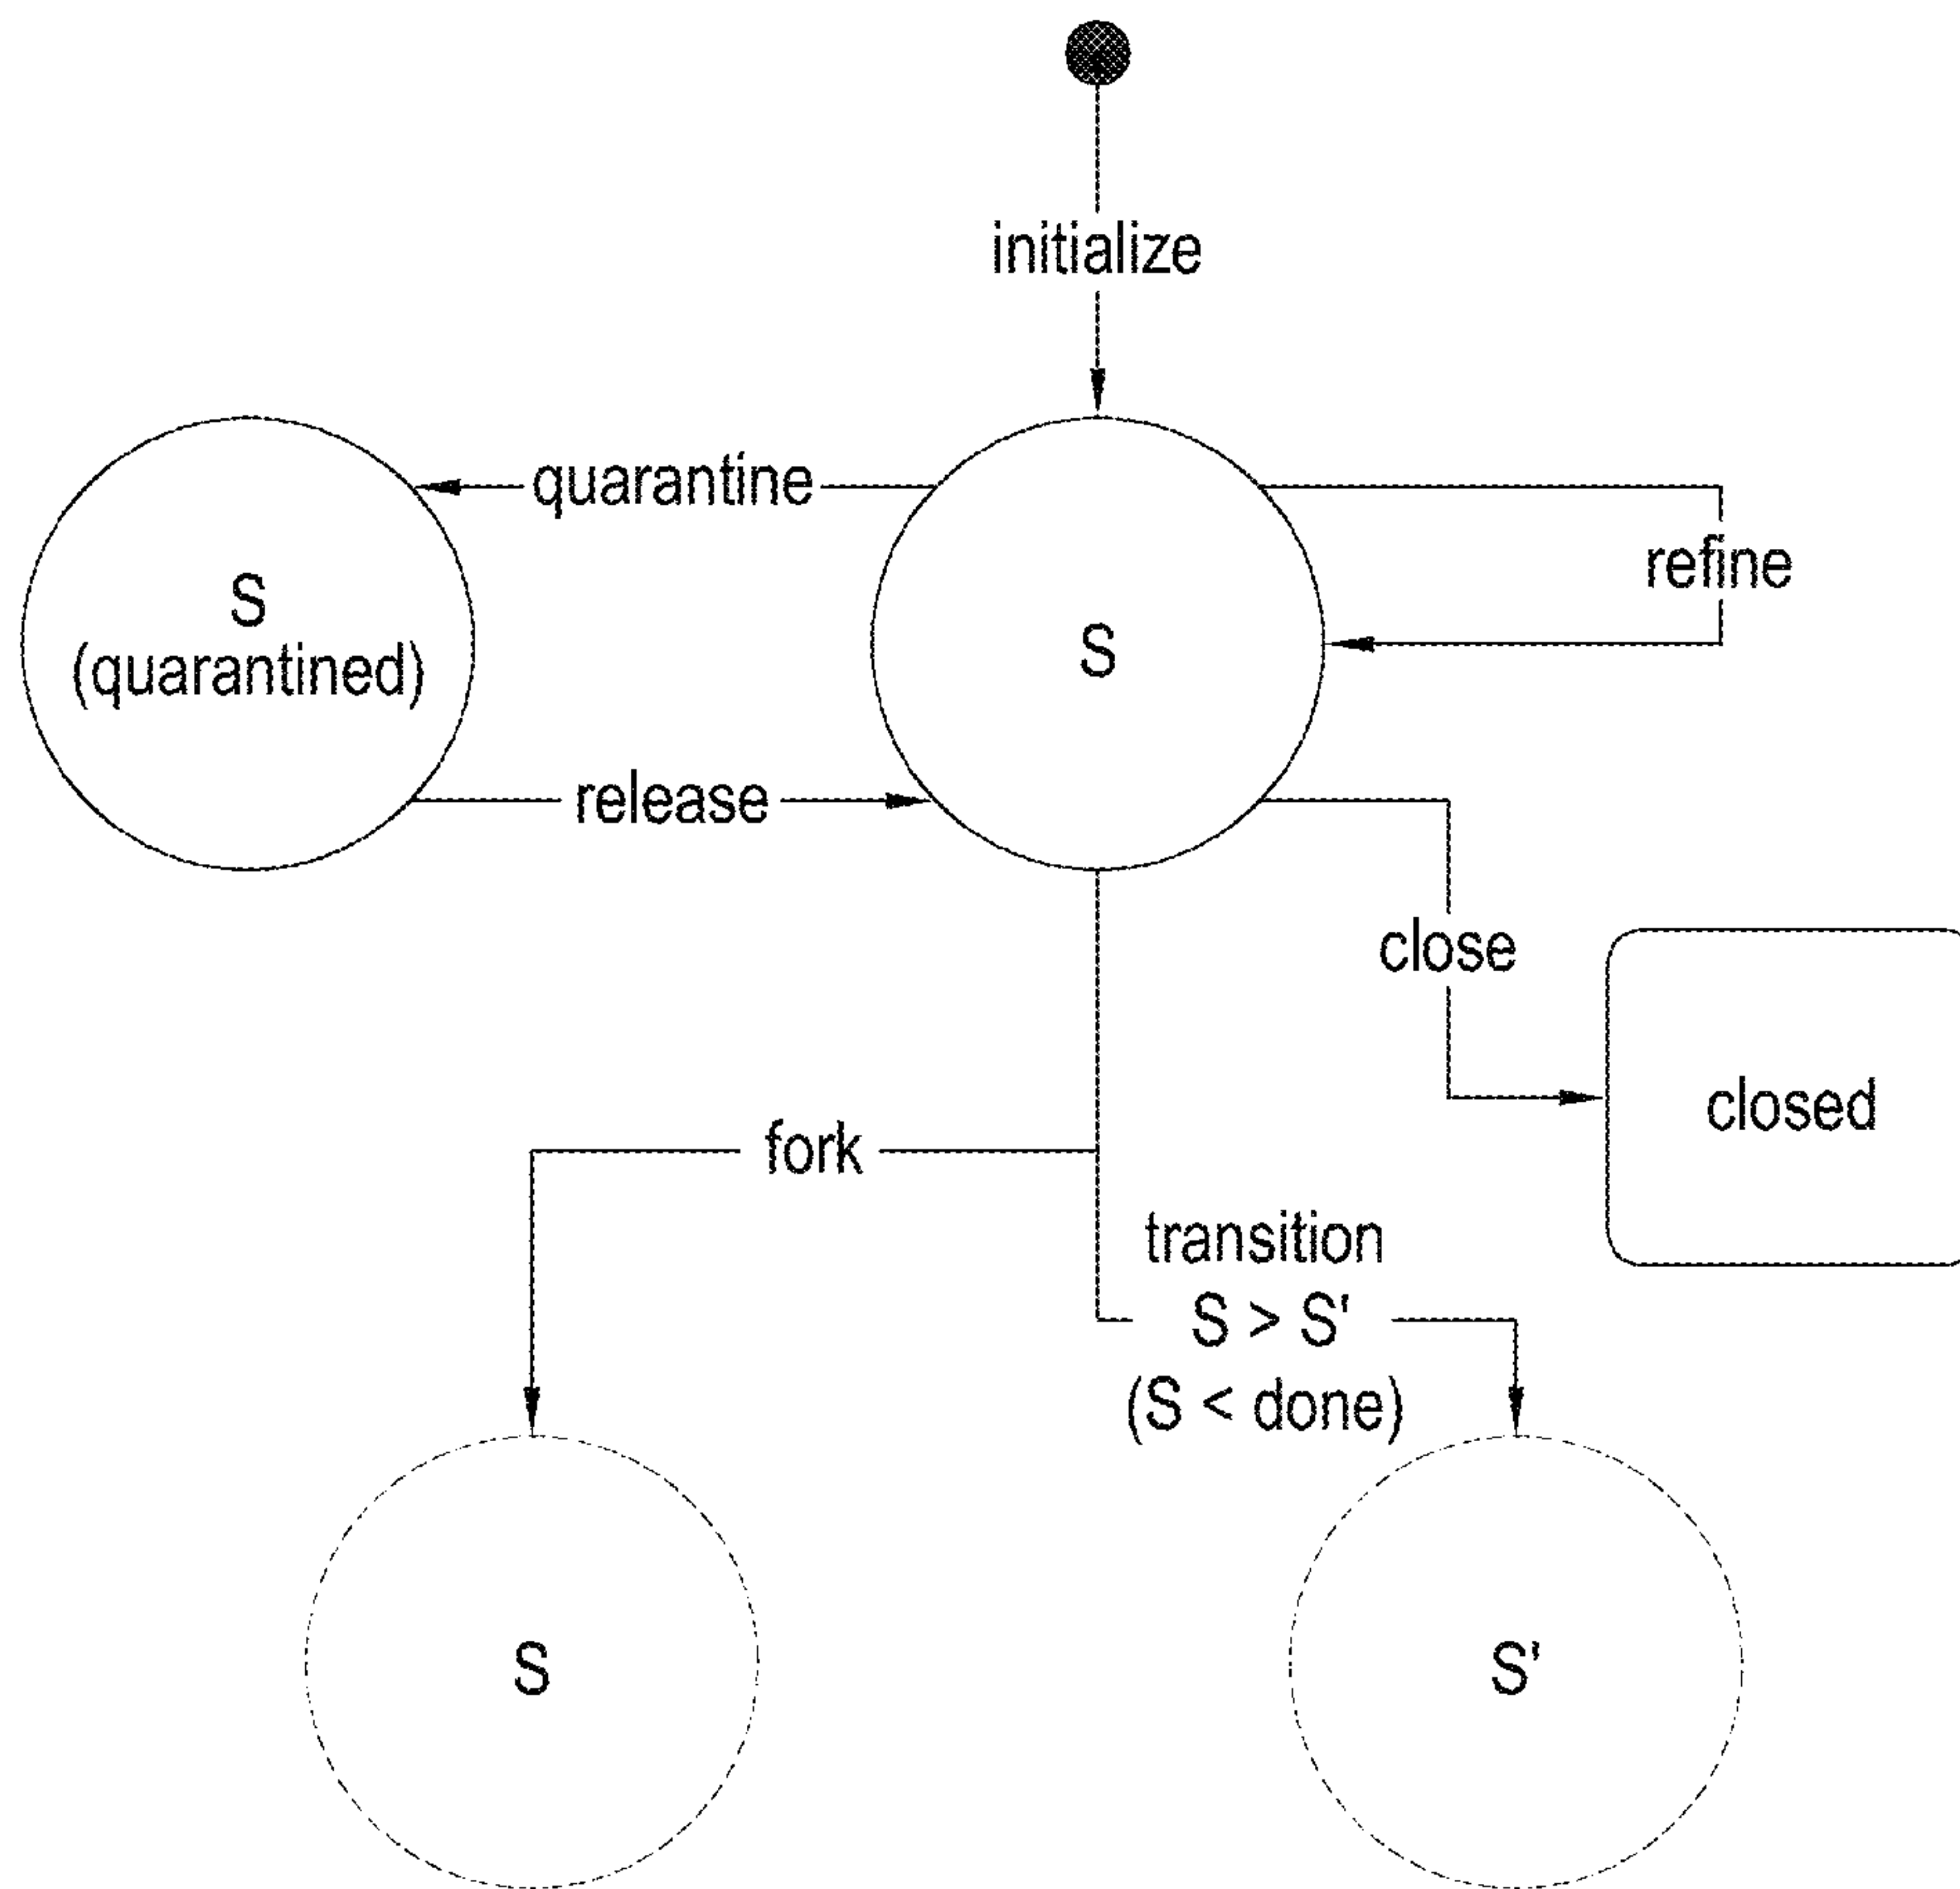 initialize
quarantine
refine
S
(quarantined)
S
release
close
closed
fork
transition
S > S'
(S < done)
S
S'